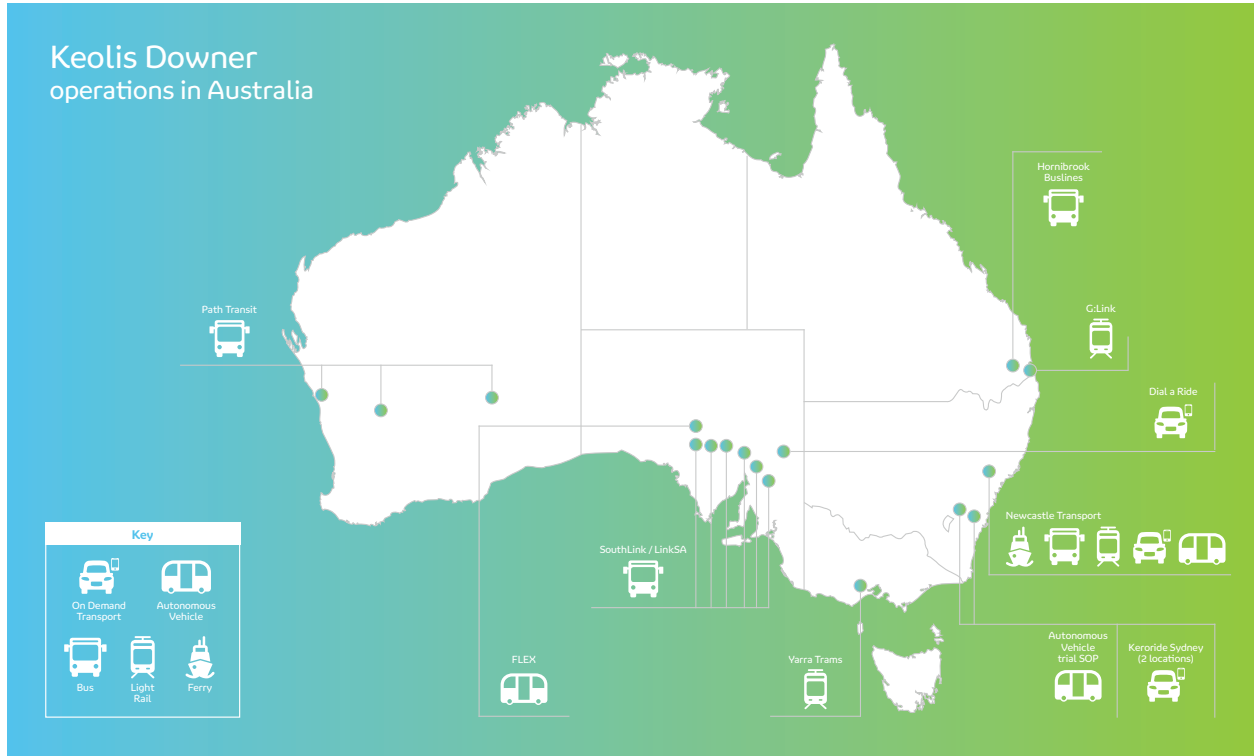 Keolis Downer
operations in Australia
Hornibrook
Buslines
G:Link
Path Transit
Dial a Ride
Newcastle Transport
SouthLink / LinkSA
FLEX
Yarra Trams
Autonomous
Vehicle
trial SOP
Keroride Sydney
(2 locations)
Key
On Demand
Transport
Autonomous
Vehicle
Bus
Light
Rail
Ferry